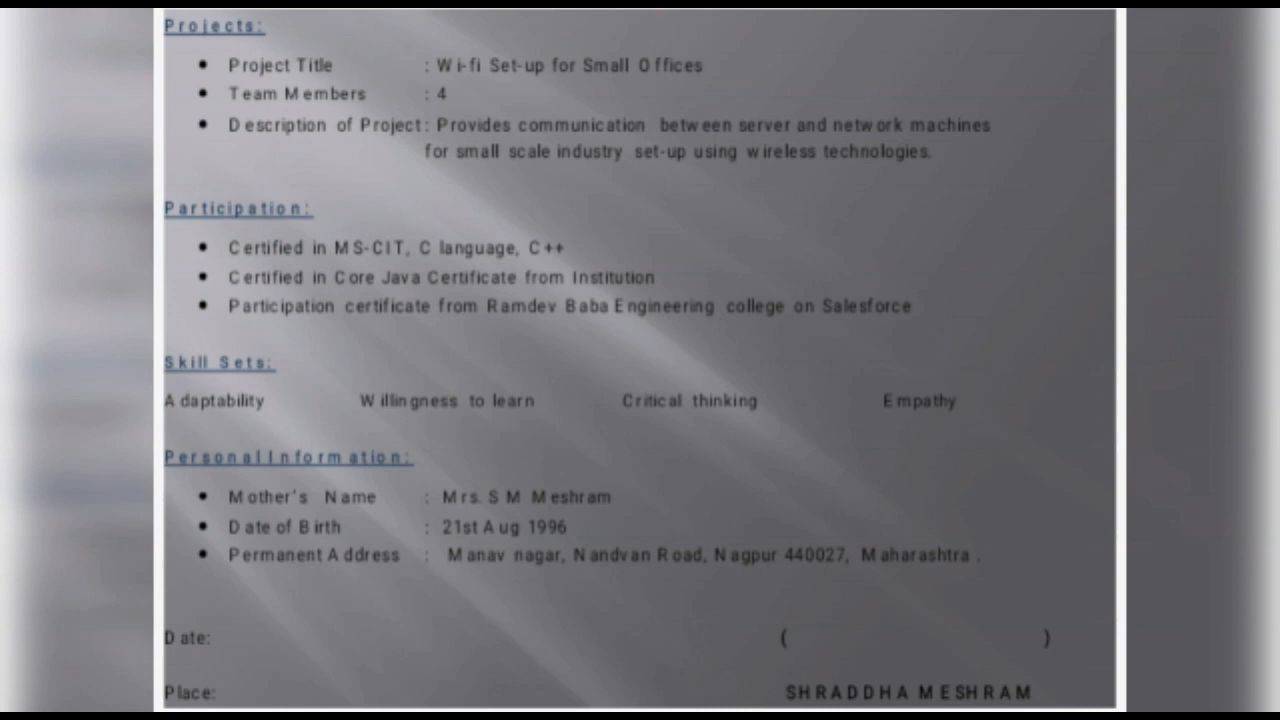 Projects:
• Project Title : Wi-fi Set-up for Small Offices
• Team Members : 4
• Description of Project: Provides communication between server and network machines
for small scale industry set-up using wireless technologies.
Participation:
• Certified in MS-CIT, C language, C++
• Certified in Core Java Certificate from Institution
• Participation certificate from Ramdev Baba Engineering college on Salesforce
Skill Sets:
Adaptability Willingness to learn Critical thinking Empathy
Personal Information:
• Mother's Name : Mrs. S M Meshram
• Date of Birth : 21st Aug 1996
• Permanent Address : Manav nagar, Nandvan Road, Nagpur 440027, Maharashtra .
Date: ( )
Place: SHRADDHA MESHRAM